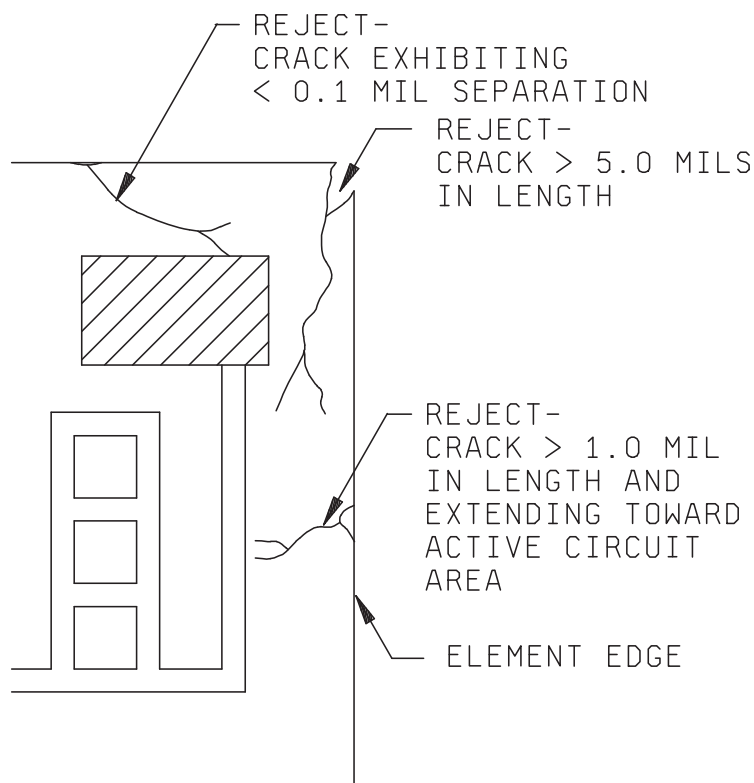 REJECT-
CRACK EXHIBITING
< 0.1 MIL SEPARATION
REJECT-
CRACK > 5.0 MILS
IN LENGTH
REJECT-
CRACK > 1.0 MIL
IN LENGTH AND
EXTENDING TOWARD
ACTIVE CIRCUIT
AREA
ELEMENT EDGE